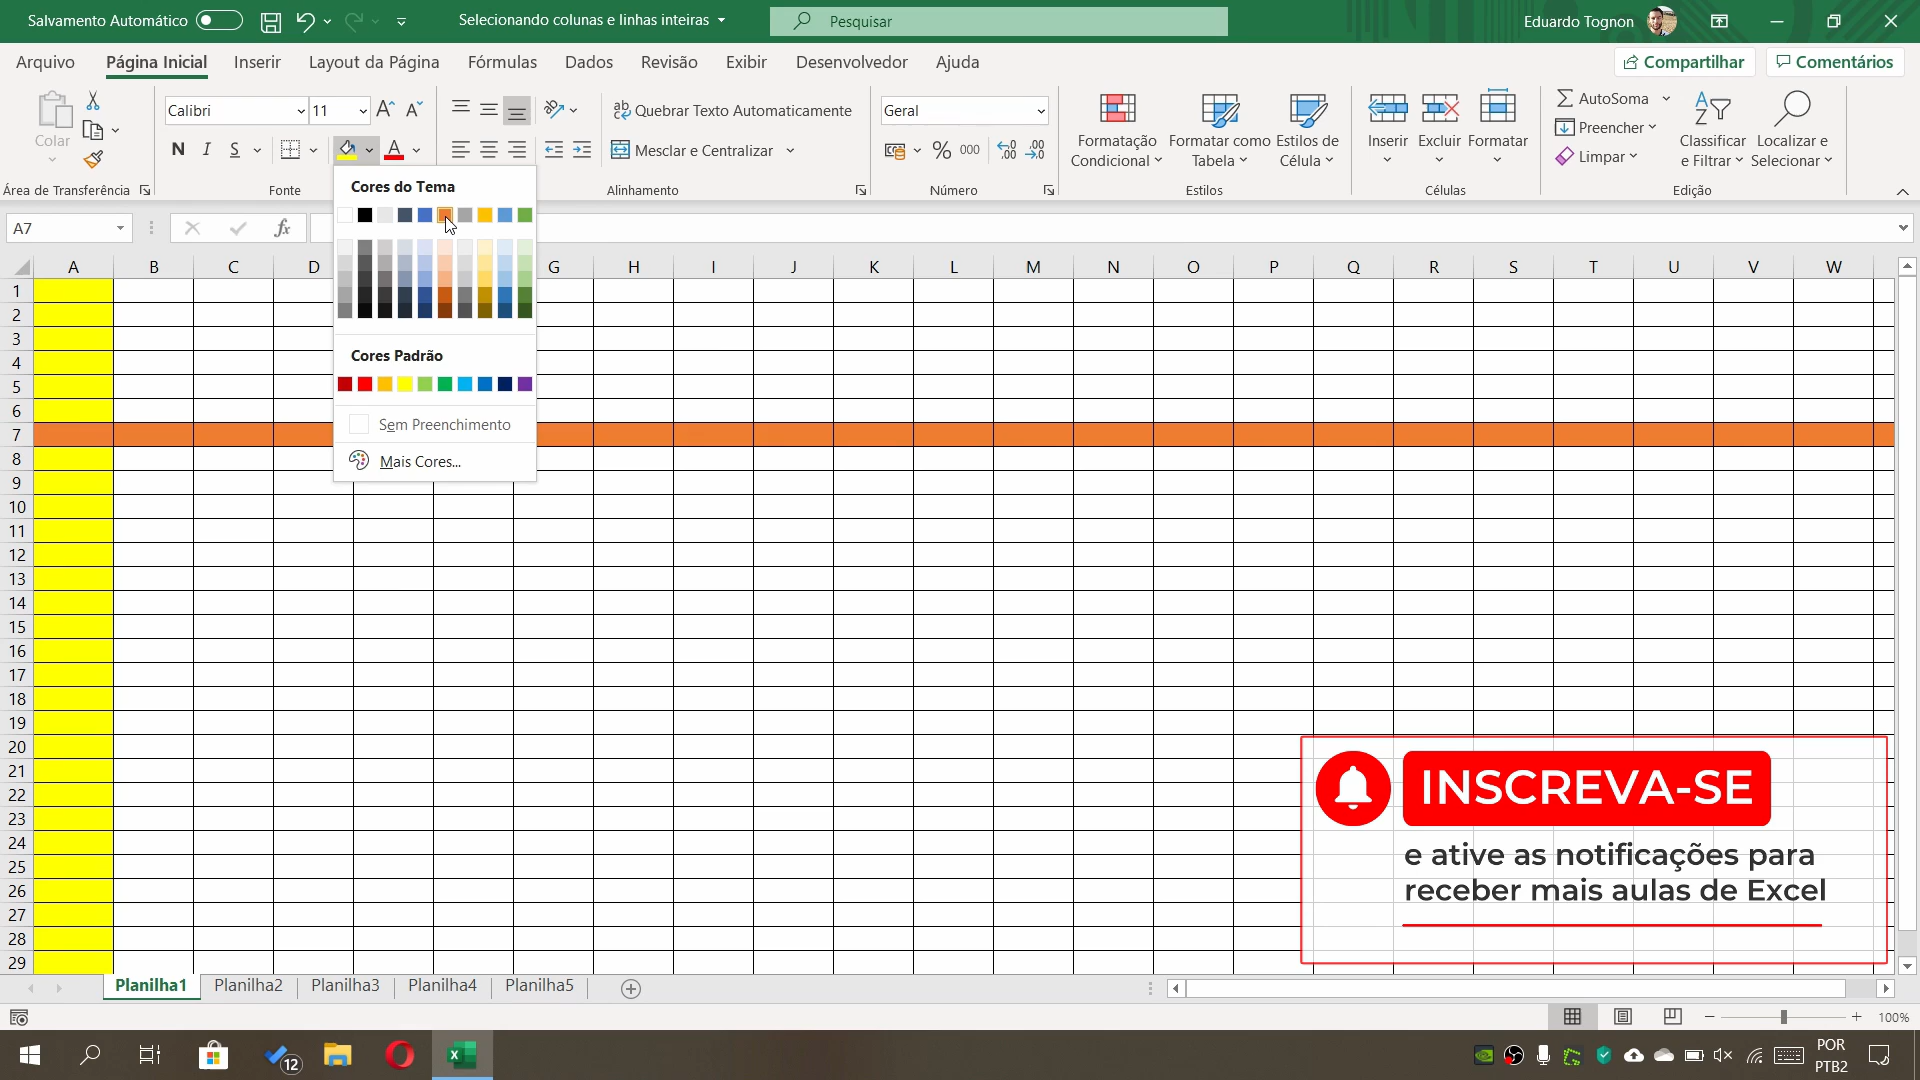 Salvamento Automático
Selecionando colunas e linhas inteiras
Pesquisar
Eduardo Tognon
Arquivo
Página Inicial
Inserir
Layout da Página
Fórmulas
Dados
Revisão
Exibir
Desenvolvedor
Ajuda
Compartilhar
Comentários
Colar
Área de Transferência
Calibri
11
N
I
S
Fonte
Quebrar Texto Automaticamente
Mesclar e Centralizar
Alinhamento
Geral
% 000
Número
Formatação
Condicional
Formatar como
Tabela
Estilos de
Célula
Estilos
Inserir
Excluir
Formatar
Células
AutoSoma
Preencher
Limpar
Classificar
e Filtrar
Localizar e
Selecionar
Edição
Cores do Tema
Cores Padrão
Sem Preenchimento
Mais Cores...
A7
fx
A B C D G H I J K L M N O P Q R S T U V W
1
2
3
4
5
6
7
8
9
10
11
12
13
14
15
16
17
18
19
20
21
22
23
24
25
26
27
28
29
INSCREVA-SE
e ative as notificações para
receber mais aulas de Excel
Planilha1
Planilha2
Planilha3
Planilha4
Planilha5
100%
12
POR
PTB2